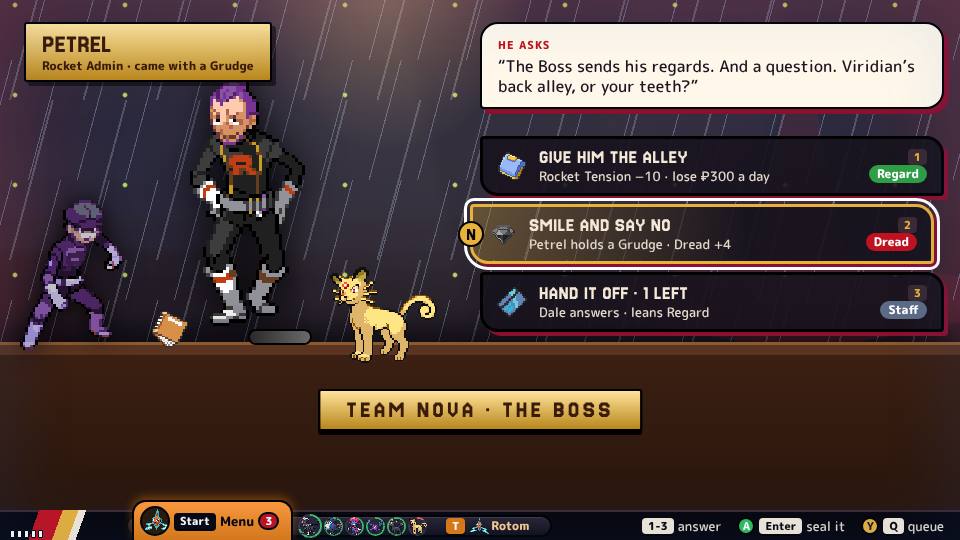 PETREL
Rocket Admin · came with a Grudge
HE ASKS
“The Boss sends his regards. And a question. Viridian’s
back alley, or your teeth?”
GIVE HIM THE ALLEY
1
Rocket Tension −10 · lose ₽300 a day
Regard
N
SMILE AND SAY NO
2
Petrel holds a Grudge · Dread +4
Dread
HAND IT OFF · 1 LEFT
3
Dale answers · leans Regard
Staff
TEAM NOVA · THE BOSS
Start Menu 3
T Rotom
1-3 answer
A Enter seal it
Y Q queue